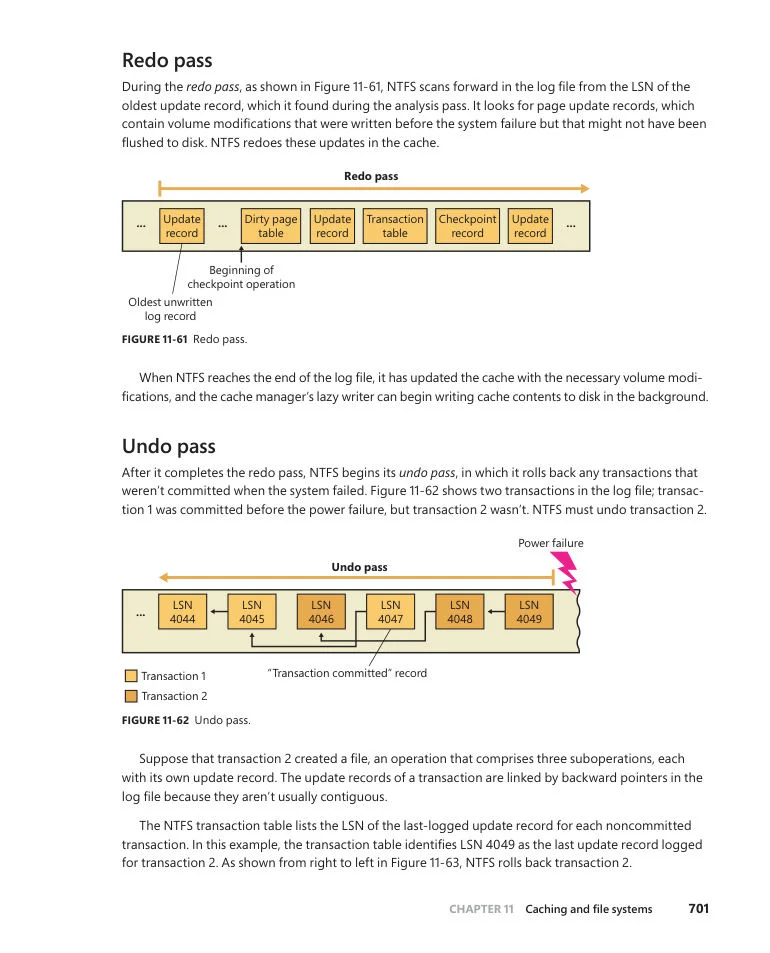 Redo pass
During the redo pass, as shown in Figure 11-61, NTFS scans forward in the log file from the LSN of the
oldest update record, which it found during the analysis pass. It looks for page update records, which
contain volume modifications that were written before the system failure but that might not have been
flushed to disk. NTFS redoes these updates in the cache.
Redo pass
...
Update
record
...
Dirty page
table
Update
record
Transaction
table
Checkpoint
record
Update
record
...
Beginning of
checkpoint operation
Oldest unwritten
log record
FIGURE 11-61 Redo pass.
When NTFS reaches the end of the log file, it has updated the cache with the necessary volume modi-
fications, and the cache manager’s lazy writer can begin writing cache contents to disk in the background.
Undo pass
After it completes the redo pass, NTFS begins its undo pass, in which it rolls back any transactions that
weren’t committed when the system failed. Figure 11-62 shows two transactions in the log file; transac-
tion 1 was committed before the power failure, but transaction 2 wasn’t. NTFS must undo transaction 2.
Power failure
Undo pass
...
LSN
4044
LSN
4045
LSN
4046
LSN
4047
LSN
4048
LSN
4049
Transaction 1
“Transaction committed” record
Transaction 2
FIGURE 11-62 Undo pass.
Suppose that transaction 2 created a file, an operation that comprises three suboperations, each
with its own update record. The update records of a transaction are linked by backward pointers in the
log file because they aren’t usually contiguous.
The NTFS transaction table lists the LSN of the last-logged update record for each noncommitted
transaction. In this example, the transaction table identifies LSN 4049 as the last update record logged
for transaction 2. As shown from right to left in Figure 11-63, NTFS rolls back transaction 2.
CHAPTER 11 Caching and file systems 701